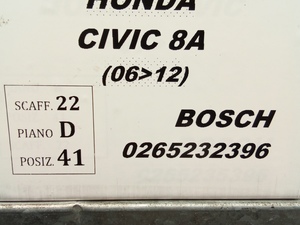 HONDA
CIVIC 8A
(06>12)
SCAFF. 22
PIANO D
POSIZ. 41
BOSCH
0265232396